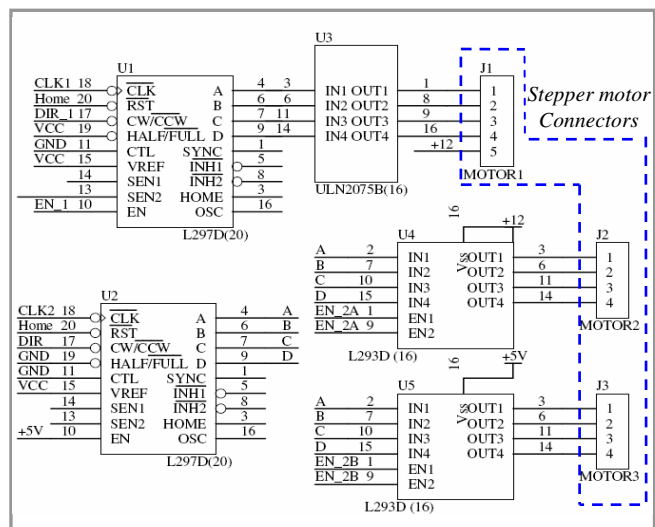 U3
U1
J1
CLK1 18 CLK A 4 3 IN1 OUT1 1 1
Home 20 RST B 6 6 IN2 OUT2 8 2
DIR_1 17 CW/CCW C 7 11 IN3 OUT3 9 3
VCC 19 HALF/FULL D 9 14 IN4 OUT4 16 4
GND 11 CTL SYNC 1 +12 5
VCC 15 VREF INH1 5 MOTOR1
14 SEN1 INH2 8
13 SEN2 HOME 3 ULN2075B(16)
EN_1 10 EN OSC 16
L297D(20)
Stepper motor
Connectors
16 +12
U4 J2
A 2 IN1 Vss OUT1 3 1
B 7 IN2 OUT2 6 2
C 10 IN3 OUT3 11 3
D 15 IN4 OUT4 14 4
EN_2A 1 EN1 MOTOR2
EN_2A 9 EN2
L293D (16)
U2
CLK2 18 CLK A 4 A
Home 20 RST B 6 B
DIR 17 CW/CCW C 7 C
GND 19 HALF/FULL D 9 D
GND 11 CTL SYNC 1
VCC 15 VREF INH1 5
14 SEN1 INH2 8
13 SEN2 HOME 3
+5V 10 EN OSC 16
L297D(20)
16 +5V
U5 J3
A 2 IN1 Vss OUT1 3 1
B 7 IN2 OUT2 6 2
C 10 IN3 OUT3 11 3
D 15 IN4 OUT4 14 4
EN_2B 1 EN1
EN_2B 9 EN2 MOTOR3
L293D (16)